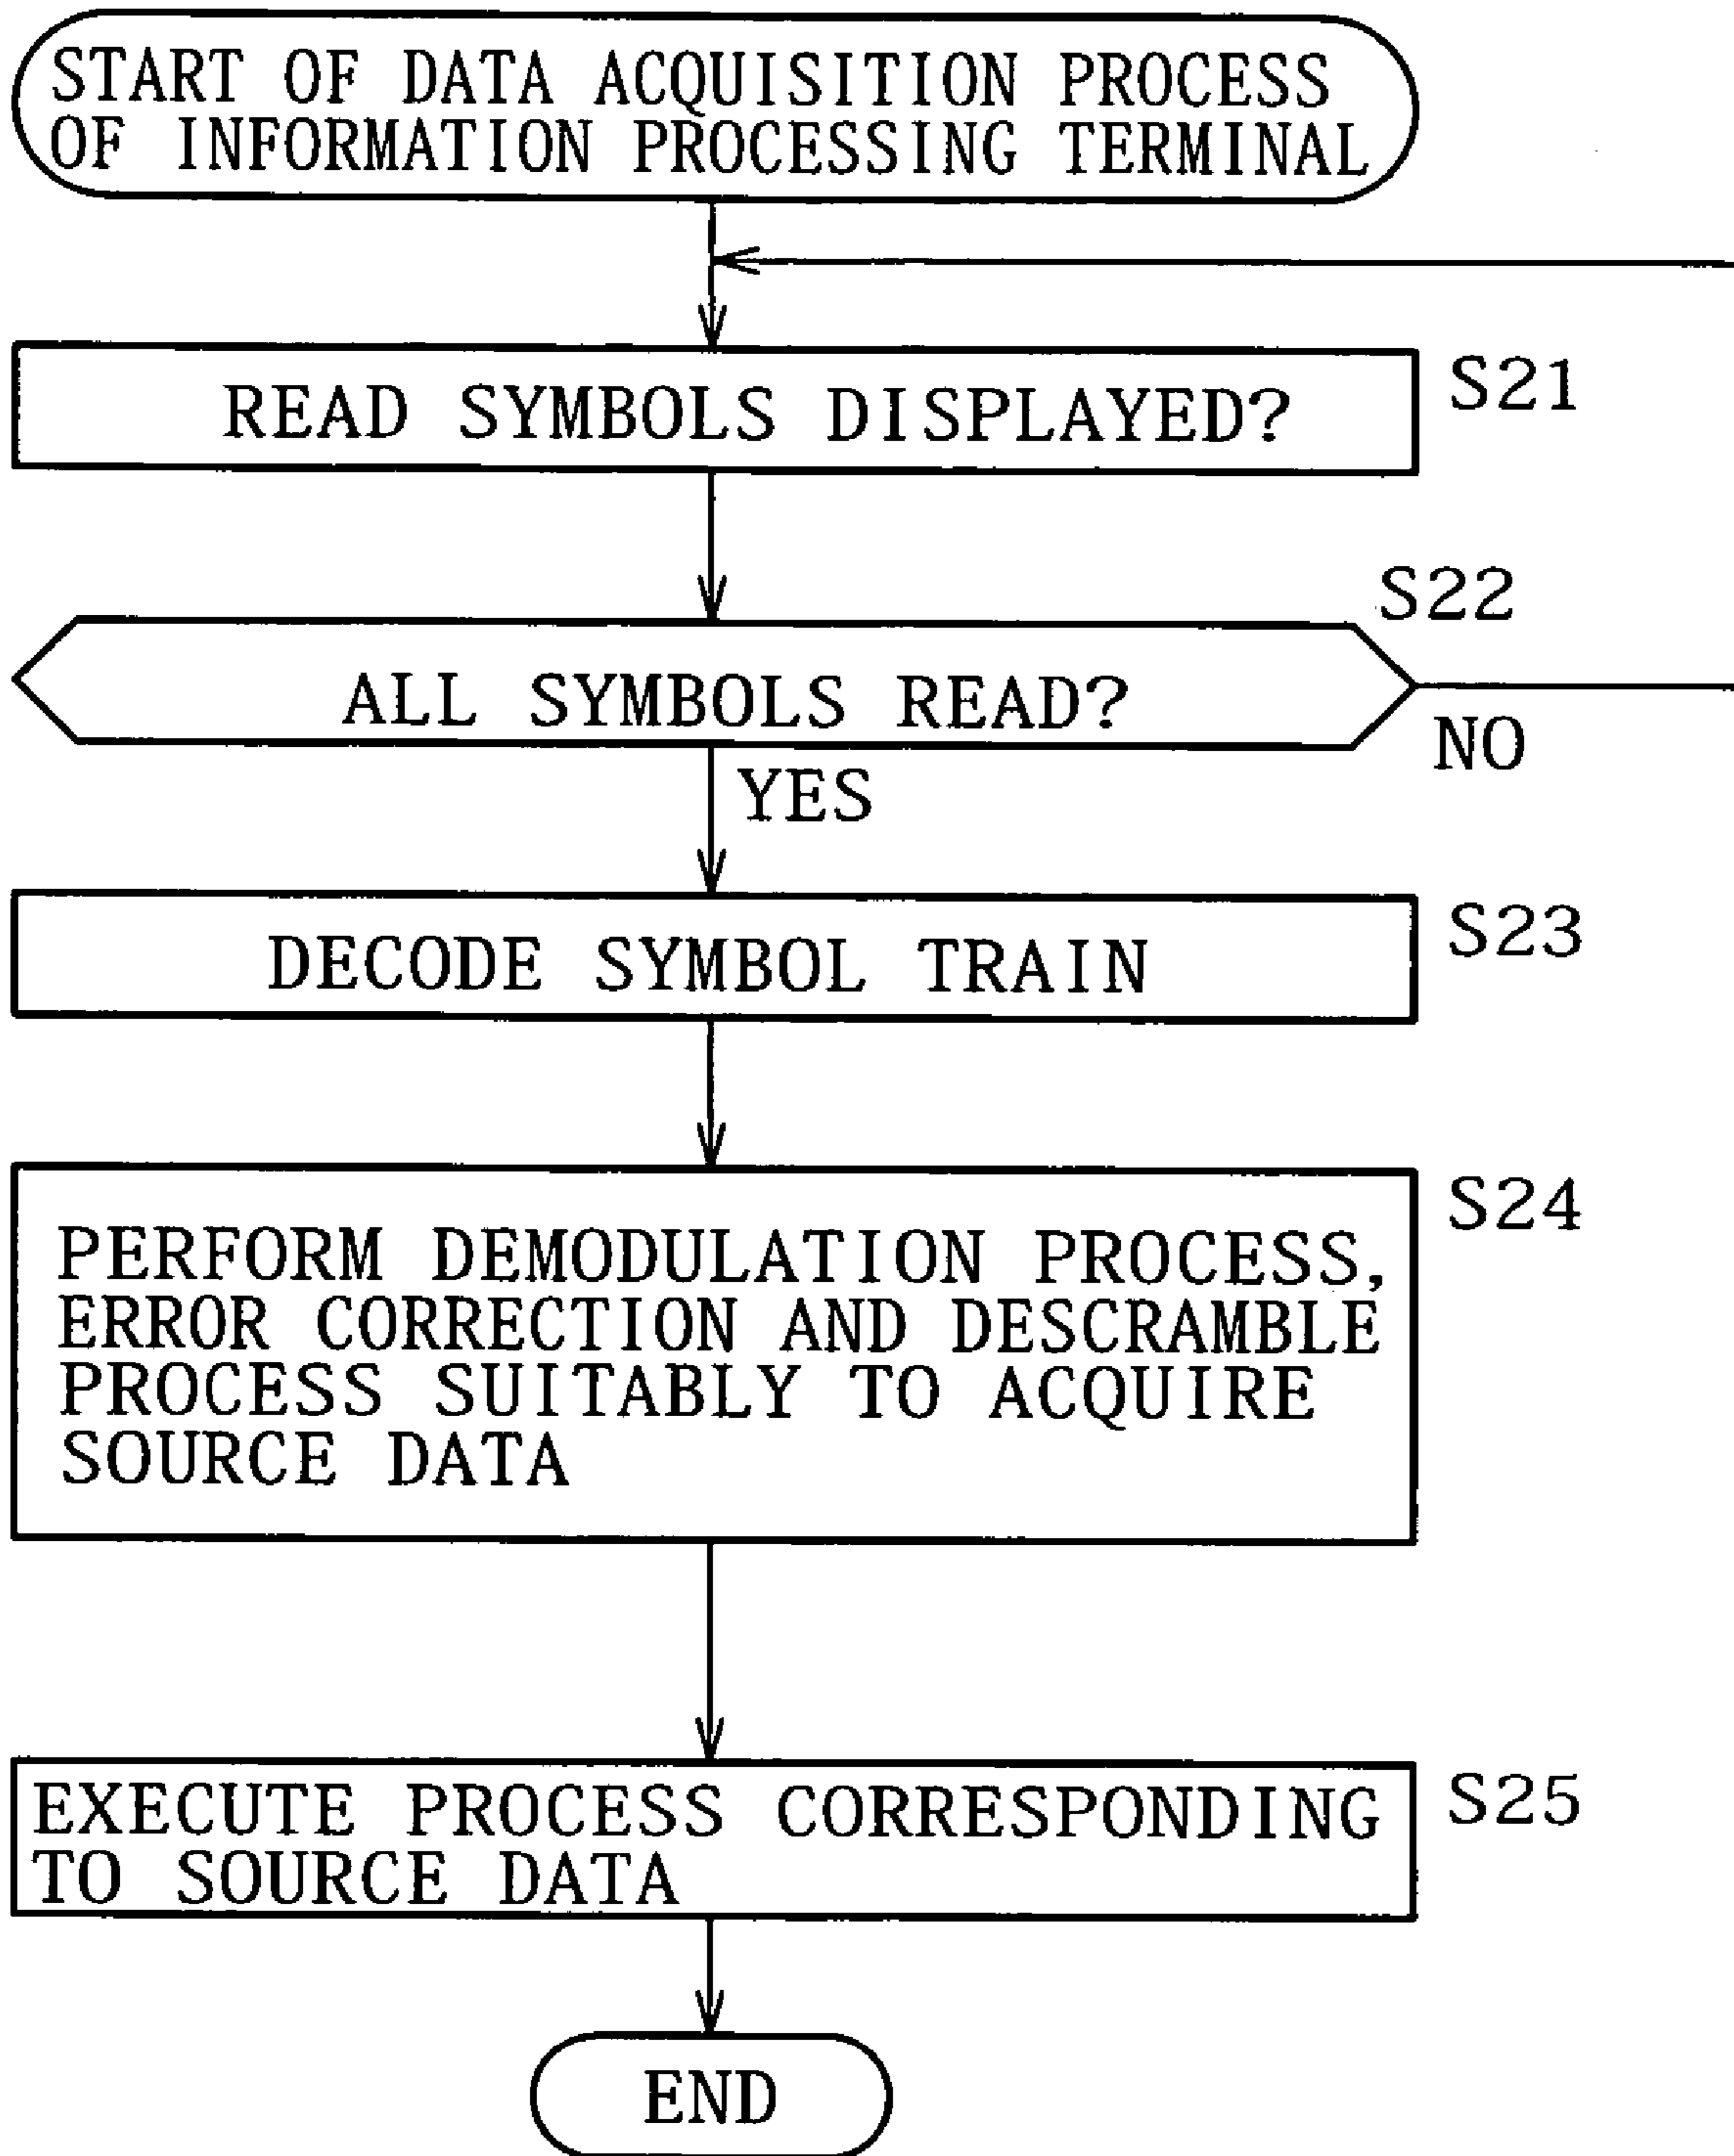 START OF DATA ACQUISITION PROCESS
OF INFORMATION PROCESSING TERMINAL
READ SYMBOLS DISPLAYED?
S21
S22
ALL SYMBOLS READ?
NO
YES
DECODE SYMBOL TRAIN
S23
S24
PERFORM DEMODULATION PROCESS,
ERROR CORRECTION AND DESCRAMBLE
PROCESS SUITABLY TO ACQUIRE
SOURCE DATA
EXECUTE PROCESS CORRESPONDING
S25
TO SOURCE DATA
END